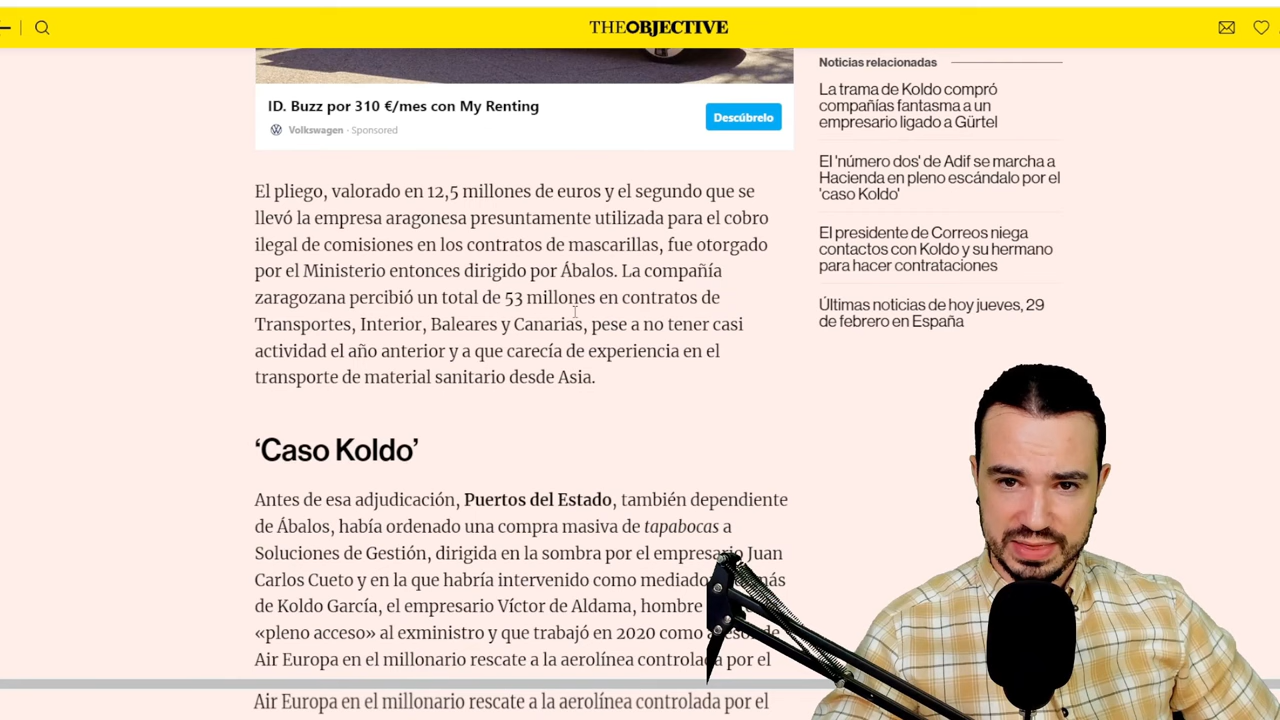 THEOBJECTIVE
ID. Buzz por 310 €/mes con My Renting
Volkswagen · Sponsored
Descúbrelo
El pliego, valorado en 12,5 millones de euros y el segundo que se
llevó la empresa aragonesa presuntamente utilizada para el cobro
ilegal de comisiones en los contratos de mascarillas, fue otorgado
por el Ministerio entonces dirigido por Ábalos. La compañía
zaragozana percibió un total de 53 millones en contratos de
Transportes, Interior, Baleares y Canarias, pese a no tener casi
actividad el año anterior y a que carecía de experiencia en el
transporte de material sanitario desde Asia.
‘Caso Koldo’
Antes de esa adjudicación, Puertos del Estado, también dependiente
de Ábalos, había ordenado una compra masiva de tapabocas a
Soluciones de Gestión, dirigida en la sombra por el empresario Juan
Carlos Cueto y en la que habría intervenido como mediador
de Koldo García, el empresario Víctor de Aldama, hombre
«pleno acceso» al exministro y que trabajó en 2020 como asesor de
Air Europa en el millonario rescate a la aerolínea controlada por el
Air Europa en el millonario rescate a la aerolínea controlada por el
Noticias relacionadas
La trama de Koldo compró
compañías fantasma a un
empresario ligado a Gürtel
El 'número dos' de Adif se marcha a
Hacienda en pleno escándalo por el
'caso Koldo'
El presidente de Correos niega
contactos con Koldo y su hermano
para hacer contrataciones
Últimas noticias de hoy jueves, 29
de febrero en España